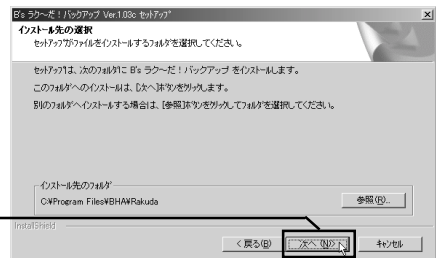 B's ラク～だ！バックアップ Ver.1.03c セットアップ
インストール先の選択
セットアップがファイルをインストールするフォルダを選択してください。
セットアップは、次のフォルダに B's ラク～だ！バックアップ をインストールします。
このフォルダへのインストールは、［次へ］ボタンをクリックします。
別のフォルダへインストールする場合は、［参照］ボタンをクリックしてフォルダを選択してください。
インストール先のフォルダ
C:¥Program Files¥BHA¥Rakuda
参照(R)...
InstallShield
< 戻る(B)
次へ (N)>
キャンセル